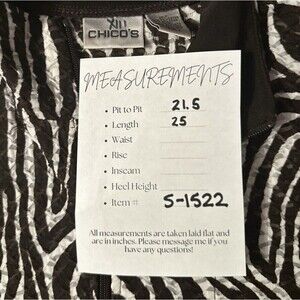 CHICO'S
MEASUREMENTS
• Pit to Pit 21.5
• Length 25
• Waist
• Rise
• Inseam
• Heel Height
• Item # S-1522
All measurements are taken laid flat and
are in inches. Please message me if you
have any questions!